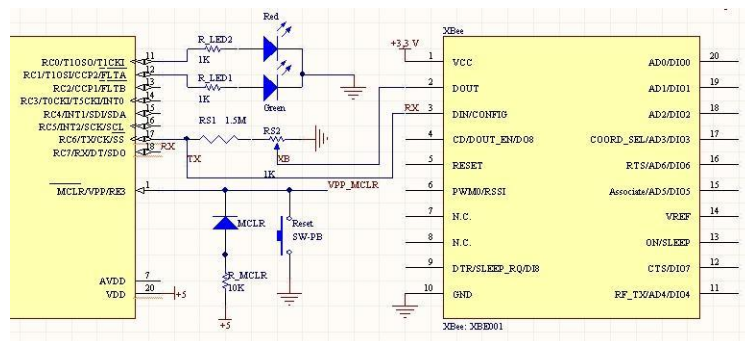 Red
R_LED2
1K
R_LED1
1K
Green
RC0/T1OSO/T1CKI 11
RC1/T1OSI/CCP2/FLTA 12
RC2/CCP1/FLTB 13
RC3/T0CKI/T5CKI/INT0 14
RC4/INT1/SDI/SDA 15
RC5/INT2/SCK/SCL 16
RC6/TX/CK/SS 17
RC7/RX/DT/SDO 18
RX
TX
RS1 1.5M
RS2
XB
1K
RX
MCLR/VPP/RE3 1
VPP_MCLR
MCLR
Reset
SW-PB
R_MCLR
10K
+5
AVDD 7
VDD 20
+5
XBee
+3.3 V
1 VCC AD0/DIO0 20
2 DOUT AD1/DIO1 19
3 DIN/CONFIG AD2/DIO2 18
4 CD/DOUT_EN/DO8 COORD_SEL/AD3/DIO3 17
5 RESET RTS/AD6/DIO6 16
6 PWM0/RSSI Associate/AD5/DIO5 15
7 N.C. VREF 14
8 N.C. ON/SLEEP 13
9 DTR/SLEEP_RQ/DI8 CTS/DIO7 12
10 GND RF_TX/AD4/DIO4 11
XBee: XBE001